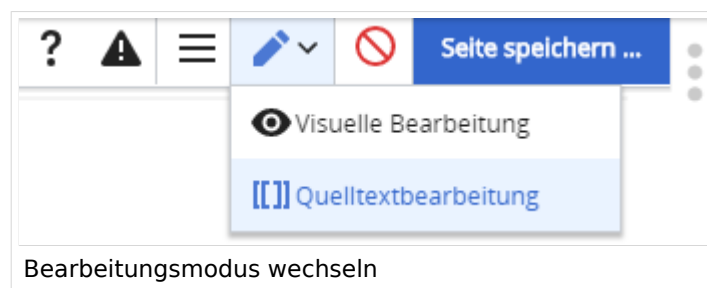 ? Seite speichern ...
Visuelle Bearbeitung
[[]] Quelltextbearbeitung
Bearbeitungsmodus wechseln